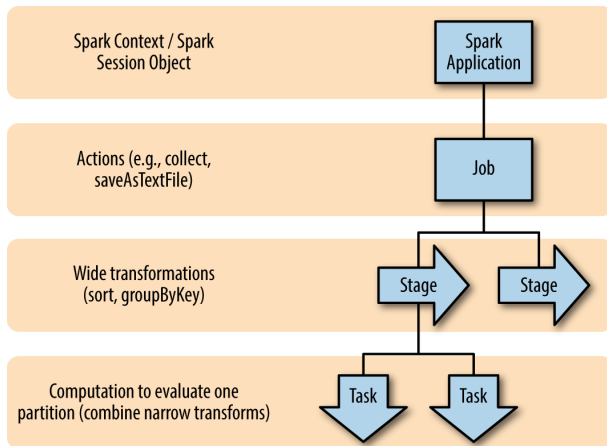 Spark Context / Spark
Session Object
Spark
Application
Actions (e.g., collect,
saveAsTextFile)
Job
Wide transformations
(sort, groupByKey)
Stage
Stage
Computation to evaluate one
partition (combine narrow transforms)
Task
Task